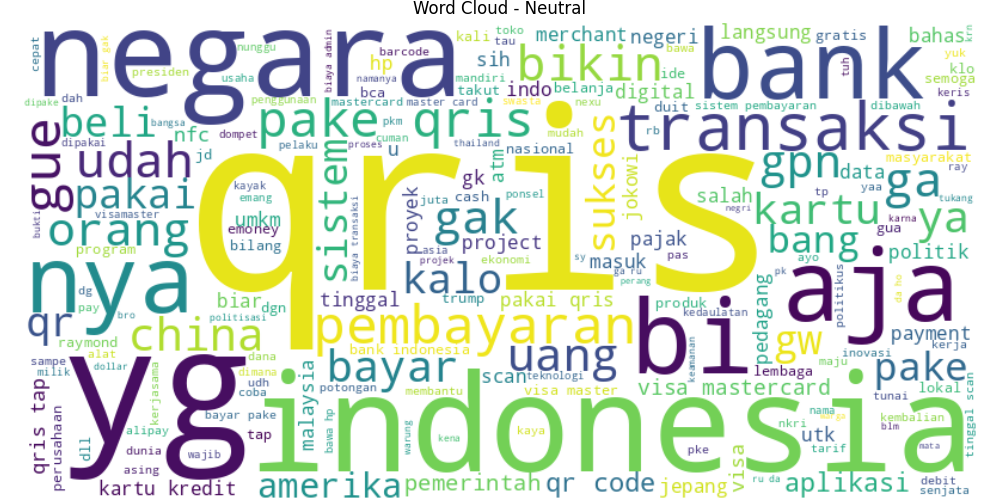 Word Cloud - Neutral
negara
bank
qris
yg
indonesia
nya
aja
bi
transaksi
pembayaran
pake qris
bikin
beli
udah
gue
pakai
orang
qr
china
sistem
gak
kalo
sukses
gpn
ga
kartu
ya
bang
gw
uang
bayar
pake
amerika
qr code
aplikasi
visa mastercard
kartu kredit
pemerintah
malaysia
jepang
visa
utk
payment
politik
pedagang
masuk
pajak
salah
data
masyarakat
jokowi
proyek
project
gk
cash
atm
nasional
umkm
emoney
bilang
biar
dgn
tinggal
trump
pakai qris
produk
kedaulatan
bank indonesia
scan
teknologi
potongan
membantu
visa master
lembaga
maju
inovasi
kerja
lokal
tunai
kembalian
blm
tinggal scan
debit
senjata
mata
tarif
nama
nkri
warga
pke
ru da
kaya
kena
warung
bawa hp
tap
bayar pake
udh
coba
dana
dimana
kerjasama
alipay
dunia
wajib
asing
dll
perusahaan
qris tap
milik
sampe
alat
dollar
raymond
politisasi
pay
bro
dg
program
visamaster
bukti
jd
nfc
dompet
kayak
emang
biaya transaksi
dipakai
bangsa
dah
dipake
cepat
biar gak
presiden
usaha
nunggu
penggunaan
biaya admin
barcode
hp
bca
namanya
mastercard
master card
pkm
cuman
pelaku
proses
thailand
u
mandiri
takut
indo
swasta
nexu
belanja
ide
digital
kali
tau
toko
sih
merchant
negeri
bawa
langsung
gratis
tuh
bahas
krn
yuk
klo
semoga
keris
dibawah
sistem pembayaran
duit
rb
mudah
juta
ponsel
asia
projek
ekonomi
sy
pas
ga ru
perang
negri
tp
yaa
karna
gua
tukang
ray
ayo
pk
politikus
da ho
keamanan